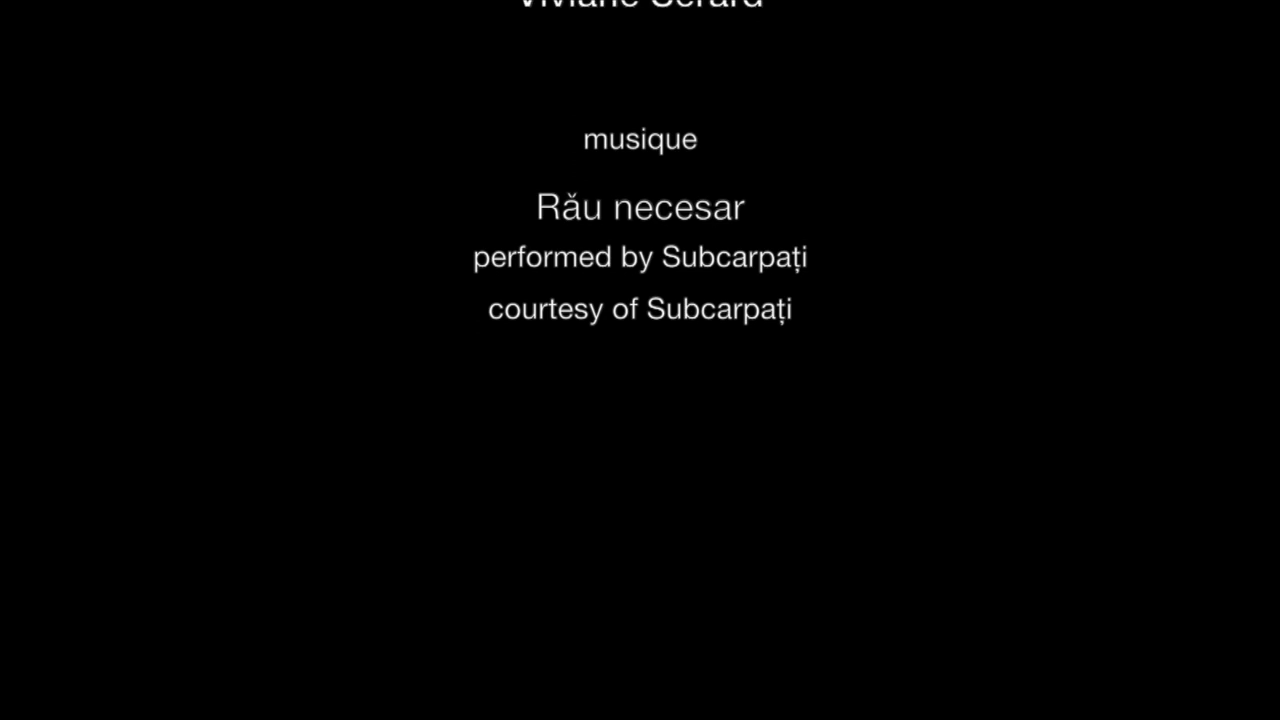 musique
Rău necesar
performed by Subcarpați
courtesy of Subcarpați